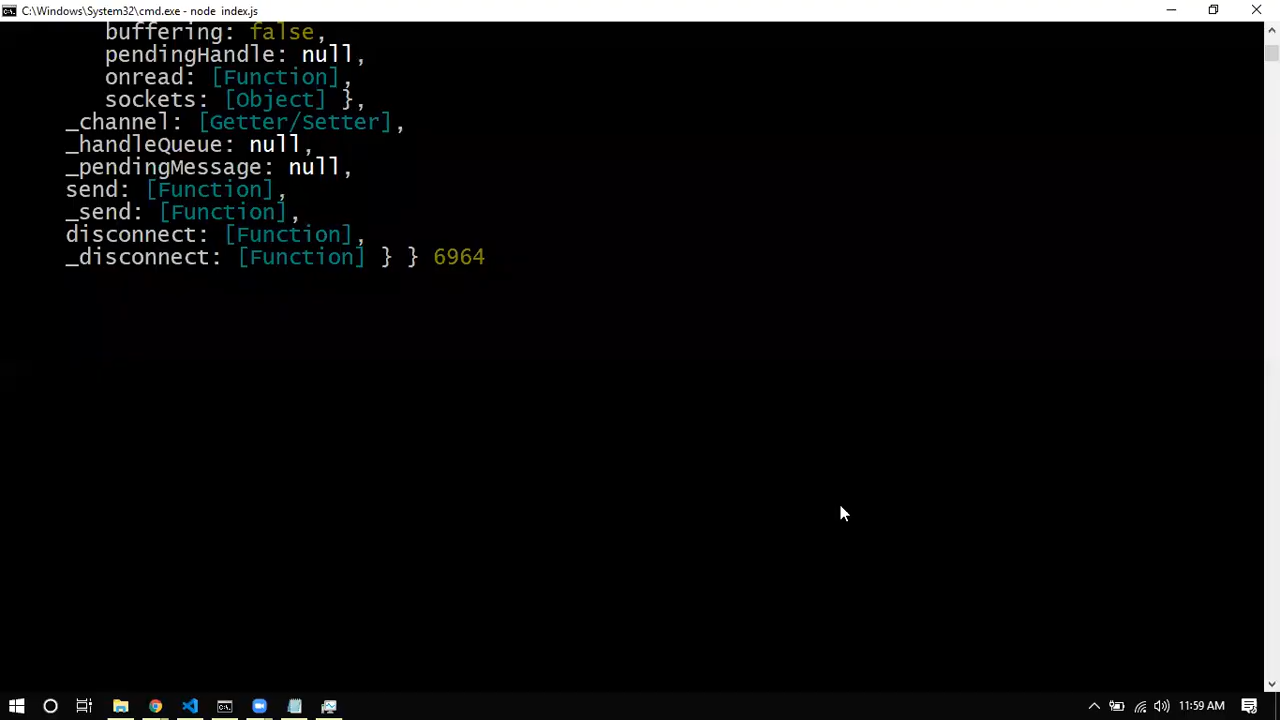 C:\Windows\System32\cmd.exe - node index.js
buffering: false,
pendingHandle: null,
onread: [Function],
sockets: [Object] },
_channel: [Getter/Setter],
_handleQueue: null,
_pendingMessage: null,
send: [Function],
_send: [Function],
disconnect: [Function],
_disconnect: [Function] } } 6964
11:59 AM